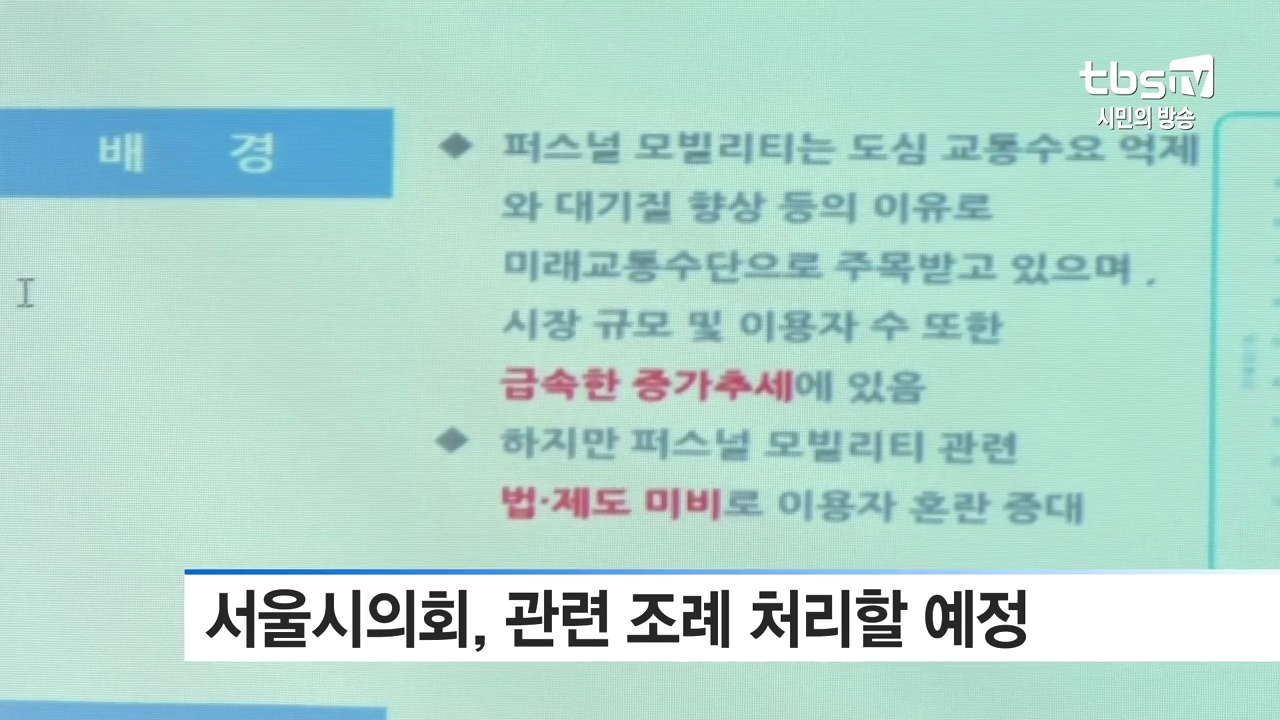 tbs TV
시민의 방송
배 경
◆ 퍼스널 모빌리티는 도심 교통수요 억제
와 대기질 향상 등의 이유로
미래교통수단으로 주목받고 있으며 ,
시장 규모 및 이용자 수 또한
급속한 증가추세에 있음
◆ 하지만 퍼스널 모빌리티 관련
법·제도 미비로 이용자 혼란 증대
서울시의회, 관련 조례 처리할 예정